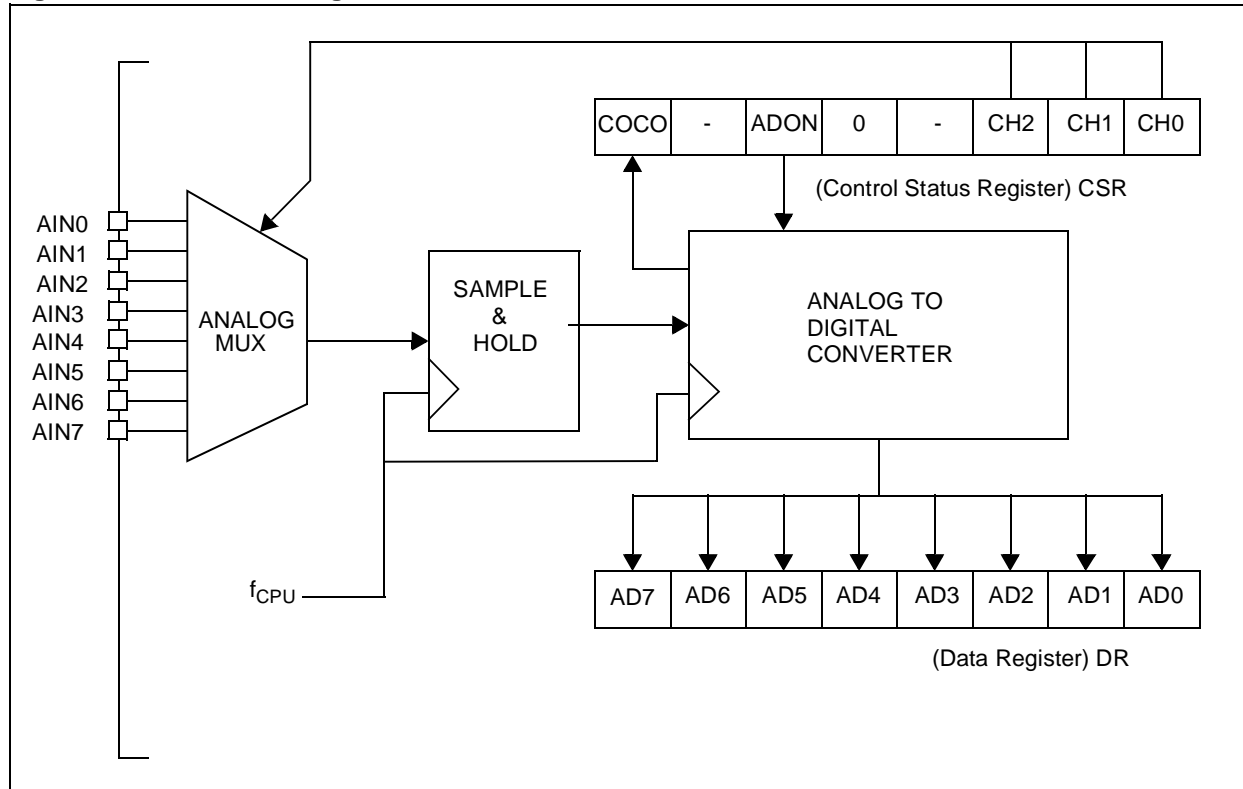 COCO - ADON 0 - CH2 CH1 CH0
(Control Status Register) CSR
AIN0
AIN1
AIN2
AIN3
AIN4
AIN5
AIN6
AIN7
ANALOG
MUX
SAMPLE
&
HOLD
ANALOG TO
DIGITAL
CONVERTER
fCPU
AD7 AD6 AD5 AD4 AD3 AD2 AD1 AD0
(Data Register) DR